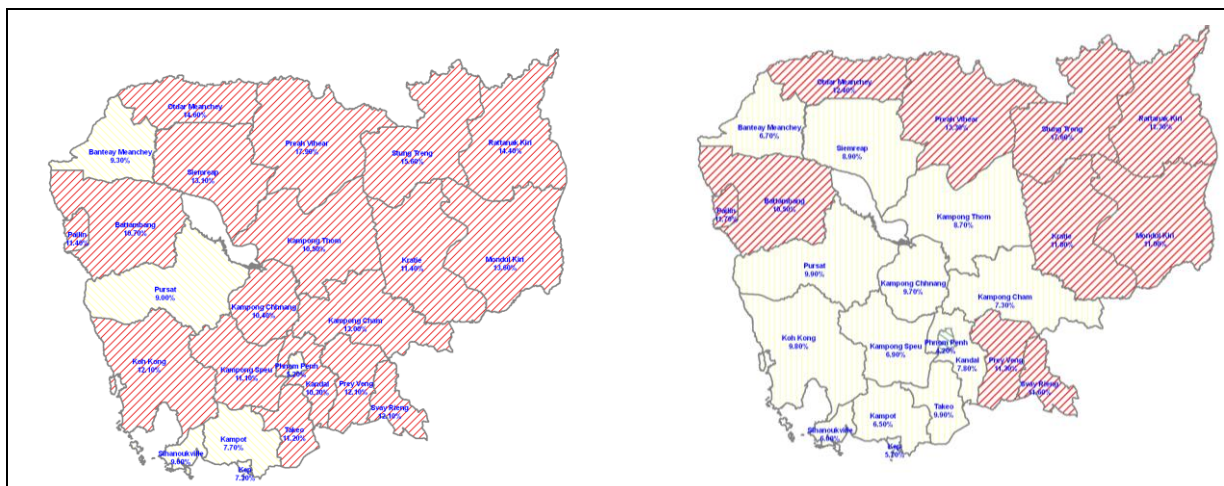 Otdar Meanchey
14.60%
Preah Vihear
17.90%
Stung Treng
15.60%
Rattanak Kiri
14.40%
Banteay Meanchey
9.30%
Siemreap
13.10%
Battambang
10.70%
Pailin
11.40%
Kampong Thom
10.50%
Kratie
11.40%
Mondul Kiri
13.60%
Pursat
9.00%
Kampong Chhnang
10.40%
Kampong Cham
13.00%
Koh Kong
12.10%
Kampong Speu
11.10%
Phnom Penh
Kandal
10.30%
Prey Veng
12.10%
Svay Rieng
12.10%
Takeo
11.20%
Kampot
7.70%
Sihanoukville
9.00%
Kep
Otdar Meanchey
12.40%
Preah Vihear
13.30%
Stung Treng
Rattanak Kiri
11.70%
Banteay Meanchey
6.70%
Siemreap
8.90%
Battambang
10.50%
Pailin
11.70%
Kampong Thom
8.70%
Kratie
11.80%
Mondul Kiri
11.00%
Pursat
9.90%
Kampong Chhnang
9.70%
Kampong Cham
7.30%
Koh Kong
9.80%
Kampong Speu
6.90%
Phnom Penh
4.20%
Kandal
7.80%
Prey Veng
11.30%
Svay Rieng
11.60%
Takeo
9.90%
Kampot
6.50%
Sihanoukville
Kep